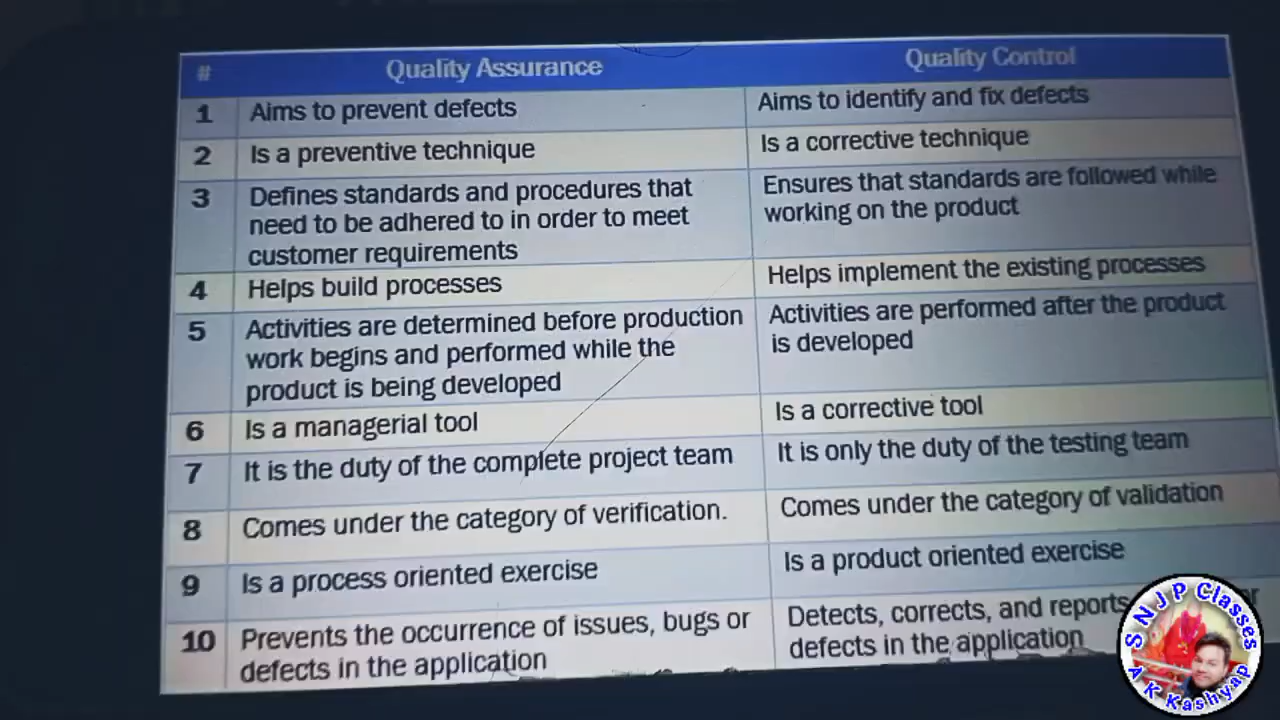 # Quality Assurance Quality Control
1 Aims to prevent defects Aims to identify and fix defects
2 Is a preventive technique Is a corrective technique
3 Defines standards and procedures that Ensures that standards are followed while
need to be adhered to in order to meet working on the product
customer requirements
4 Helps build processes Helps implement the existing processes
5 Activities are determined before production Activities are performed after the product
work begins and performed while the is developed
product is being developed
6 Is a managerial tool Is a corrective tool
7 It is the duty of the complete project team It is only the duty of the testing team
8 Comes under the category of verification. Comes under the category of validation
9 Is a process oriented exercise Is a product oriented exercise
10 Prevents the occurrence of issues, bugs or Detects, corrects, and reports
defects in the application defects in the application
S N J P Classes
A K Kashyap